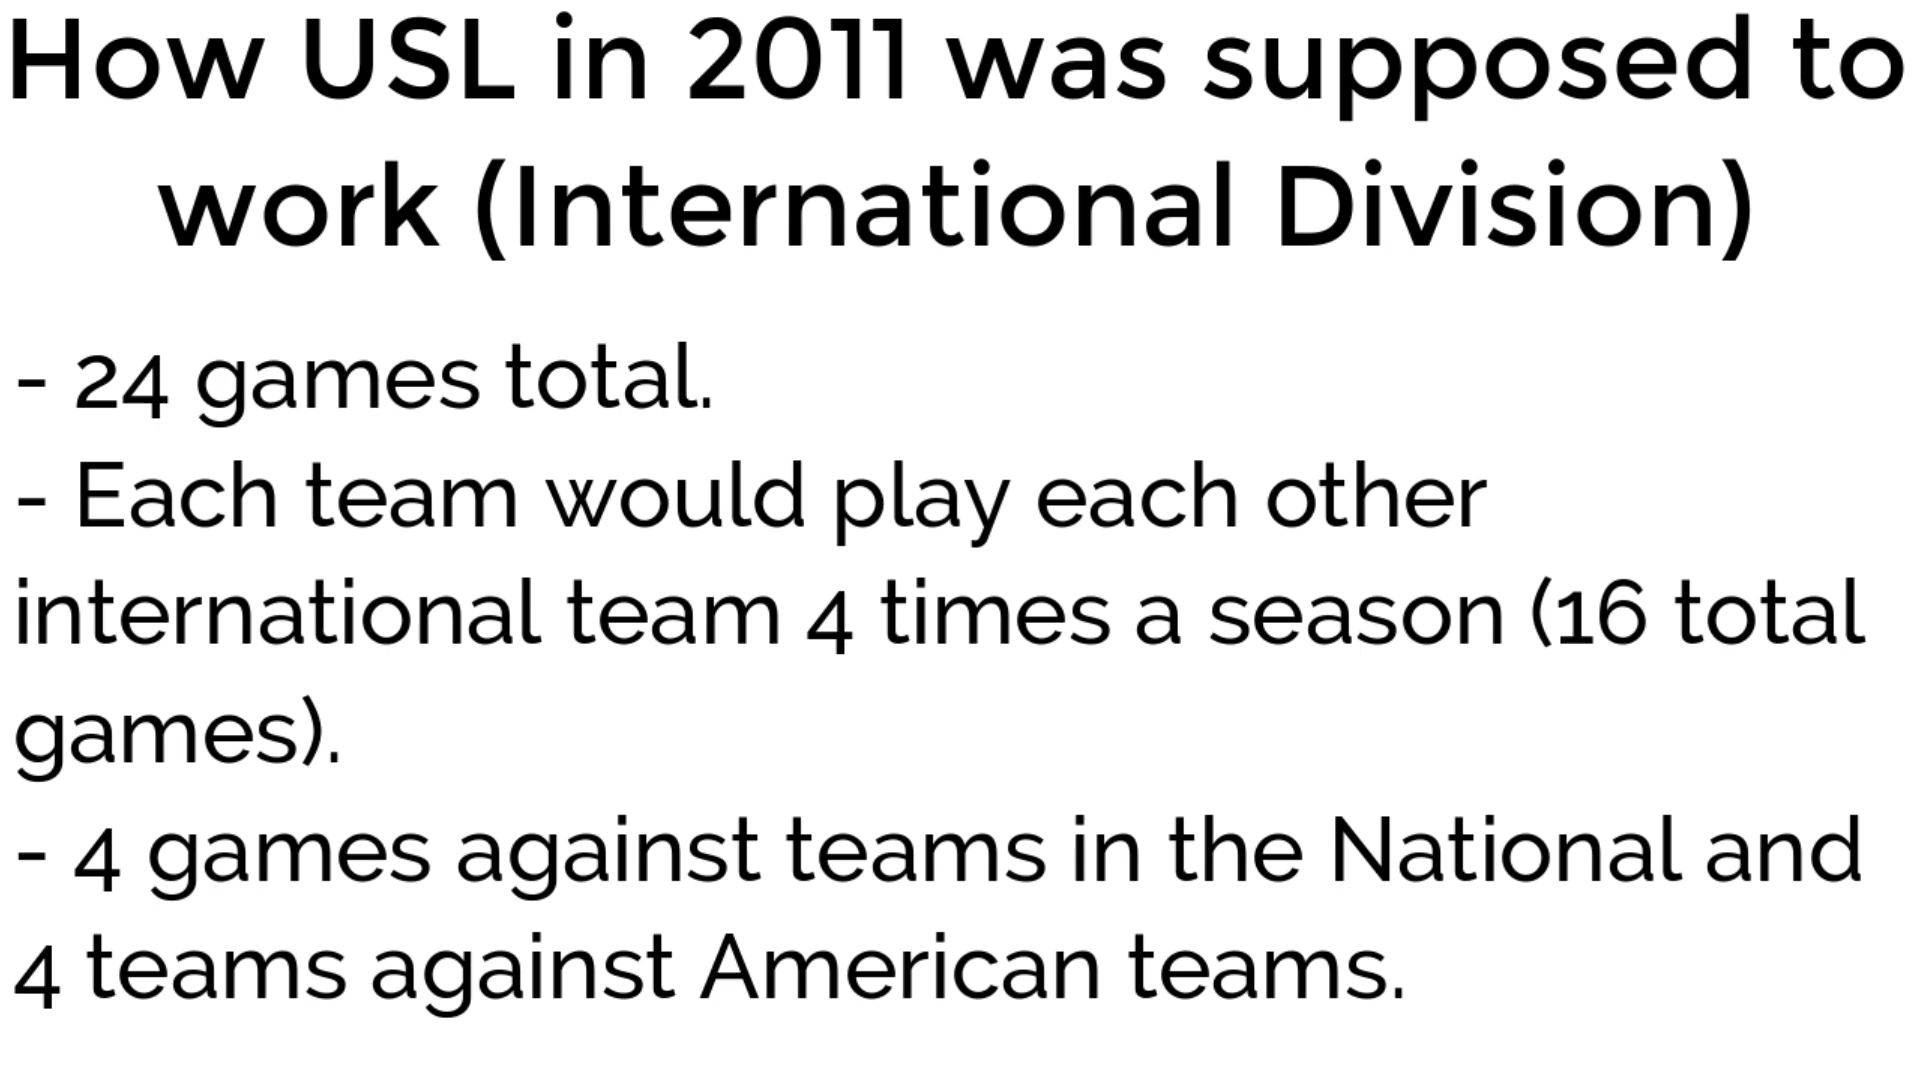 How USL in 2011 was supposed to
work (International Division)
- 24 games total.
- Each team would play each other
international team 4 times a season (16 total
games).
- 4 games against teams in the National and
4 teams against American teams.